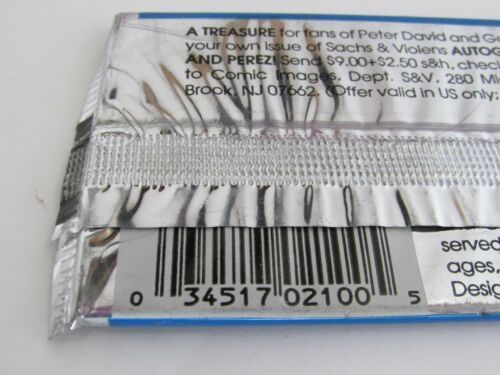 A TREASURE for fans of Peter David and Ge
your own issue of Sachs & Violens AUTOG
AND PEREZ! Send $9.00+$2.50 s&h, check
to Comic Images, Dept. S&V, 280 Mi
Brook, NJ 07662. (Offer valid in US only:
served
ages.
Desig
0 34517 02100 5